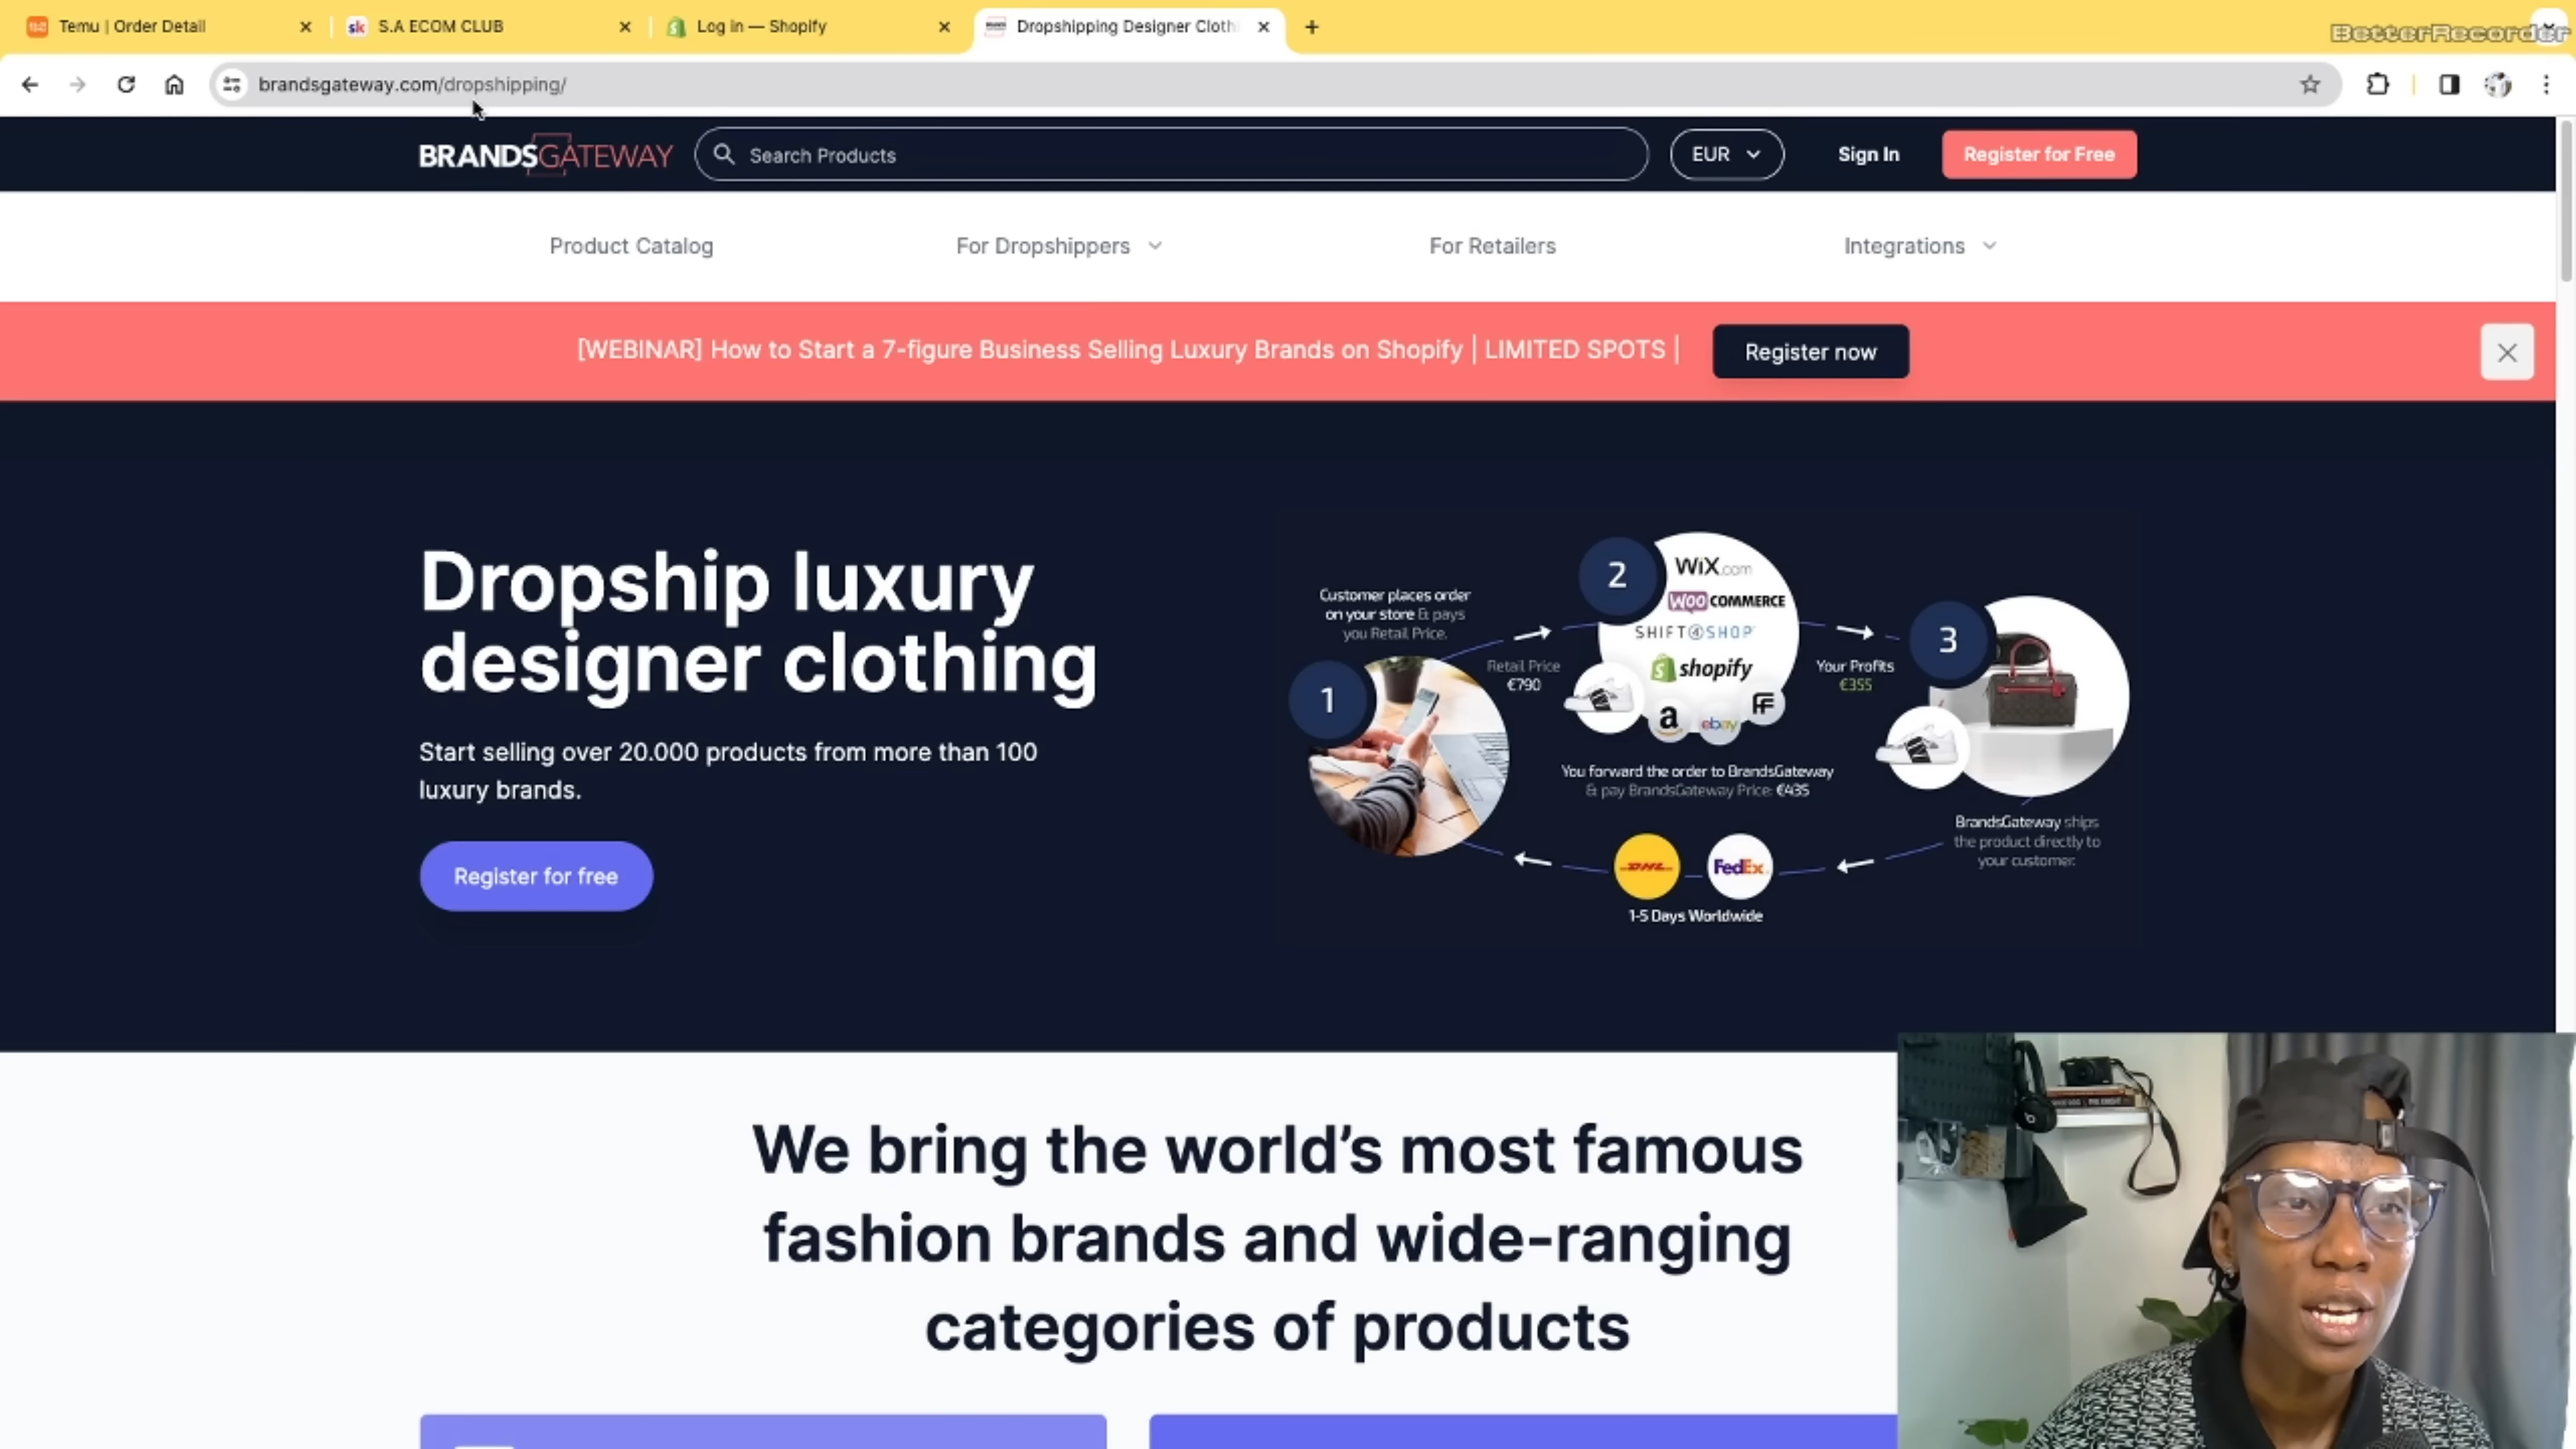 Temu | Order Detail
sk S.A ECOM CLUB
Log in — Shopify
Dropshipping Designer Cloth
BetterRecorder
brandsgateway.com/dropshipping/
BRANDSGATEWAY
Search Products
EUR
Sign In
Register for Free
Product Catalog
For Dropshippers
For Retailers
Integrations
[WEBINAR] How to Start a 7-figure Business Selling Luxury Brands on Shopify | LIMITED SPOTS |
Register now
Dropship luxury
designer clothing
Start selling over 20.000 products from more than 100
luxury brands.
Register for free
1
Customer places order
on your store & pays
you Retail Price.
Retail Price
€790
2
WiX.com
WOO COMMERCE
SHIFT4SHOP
shopify
a
ebay
FF
You forward the order to BrandsGateway
& pay BrandsGateway Price: €435
Your Profits
€355
3
BrandsGateway ships
the product directly to
your customer.
DHL
FedEx
1-5 Days Worldwide
We bring the world's most famous
fashion brands and wide-ranging
categories of products